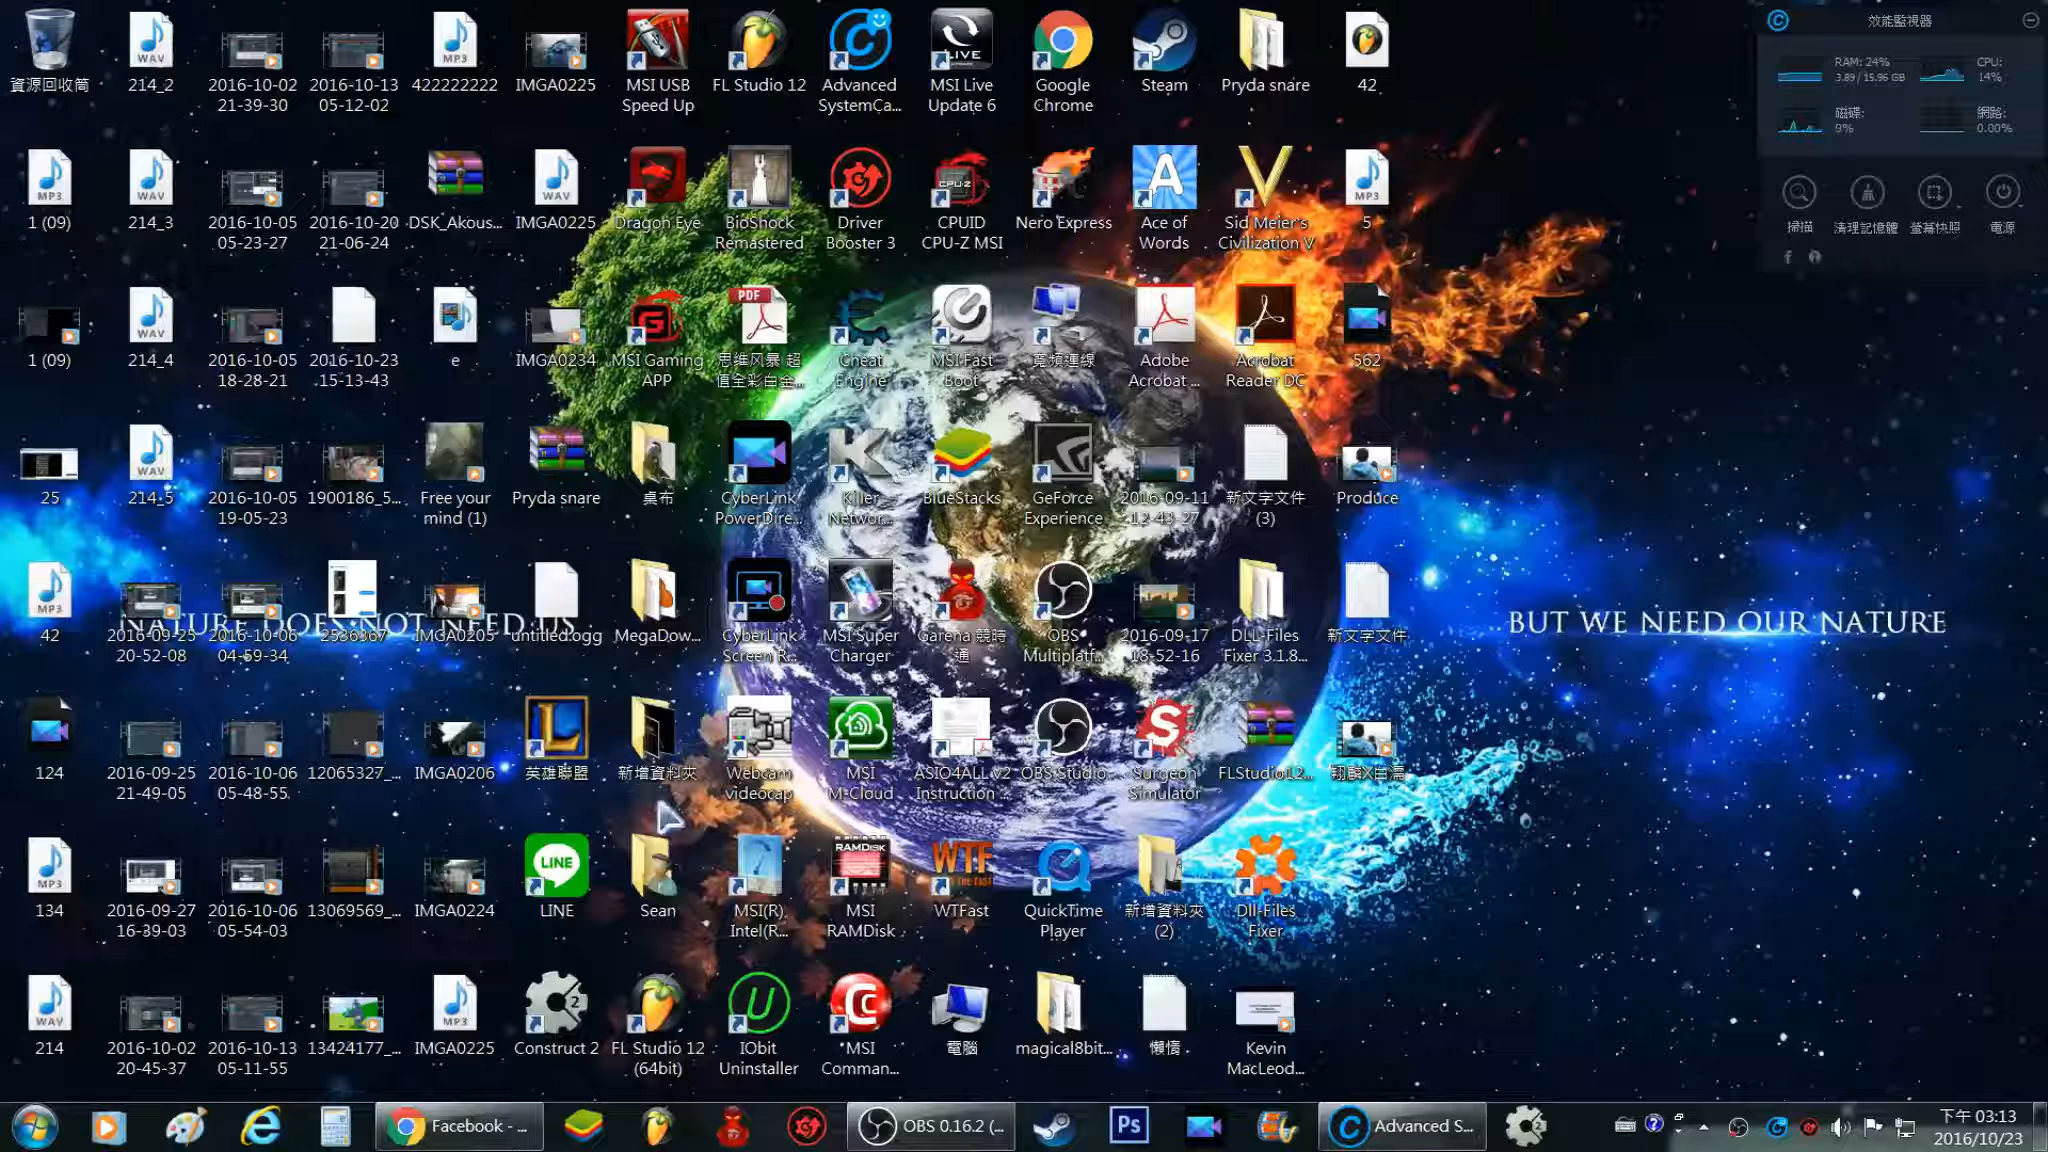 資源回收筒
214_2
2016-10-02
21-39-30
2016-10-13
05-12-02
422222222
IMGA0225
MSI USB
Speed Up
FL Studio 12
Advanced
SystemCa...
MSI Live
Update 6
Google
Chrome
Steam
Pryda snare
42
1 (09)
214_3
2016-10-05
05-23-27
2016-10-20
21-06-24
DSK_Akous...
IMGA0225
Dragon Eye
BioShock
Remastered
Driver
Booster 3
CPUID
CPU-Z MSI
Nero Express
Ace of
Words
Sid Meier's
Civilization V
5
1 (09)
214_4
2016-10-05
18-28-21
2016-10-23
15-13-43
e
IMGA0234
MSI Gaming
APP
思维风暴 超
值全彩白金...
Cheat
Engine
MSI Fast
Boot
寬頻連線
Adobe
Acrobat ...
Acrobat
Reader DC
562
25
214_5
2016-10-05
19-05-23
1900186_5...
Free your
mind (1)
Pryda snare
桌布
CyberLink
PowerDire...
Killer
Networ...
BlueStacks
GeForce
Experience
2016-09-11
12-43-27
新文字文件
(3)
Produce
42
2016-09-25
20-52-08
2016-10-06
04-59-34
2536367
IMGA0205
untitled.ogg
MegaDow...
CyberLink
Screen R...
MSI Super
Charger
Garena 競時
通
OBS
Multiplatf...
2016-09-17
18-52-16
DLL-Files
Fixer 3.1.8...
新文字文件
NATURE DOES NOT NEED US
BUT WE NEED OUR NATURE
124
2016-09-25
21-49-05
2016-10-06
05-48-55
12065327_...
IMGA0206
英雄聯盟
新增資料夾
Webcam
videocap
MSI
M-Cloud
ASIO4ALL v2
Instruction ...
OBS Studio
Surgeon
Simulator
FLStudio12...
翔麟X白濡
134
2016-09-27
16-39-03
2016-10-06
05-54-03
13069569_...
IMGA0224
LINE
Sean
MSI(R)
Intel(R...
MSI
RAMDisk
WTFast
QuickTime
Player
新增資料夾
(2)
Dll-Files
Fixer
214
2016-10-02
20-45-37
2016-10-13
05-11-55
13424177_...
IMGA0225
Construct 2
FL Studio 12
(64bit)
IObit
Uninstaller
MSI
Comman...
電腦
magical8bit...
懶惰
Kevin
MacLeod...
效能監視器
RAM: 24%
3.89 / 15.96 GB
CPU:
14%
磁碟:
9%
網路:
0.00%
掃描
清理記憶體
螢幕快照
電源
Facebook - ...
OBS 0.16.2 (...
Advanced S...
下午 03:13
2016/10/23